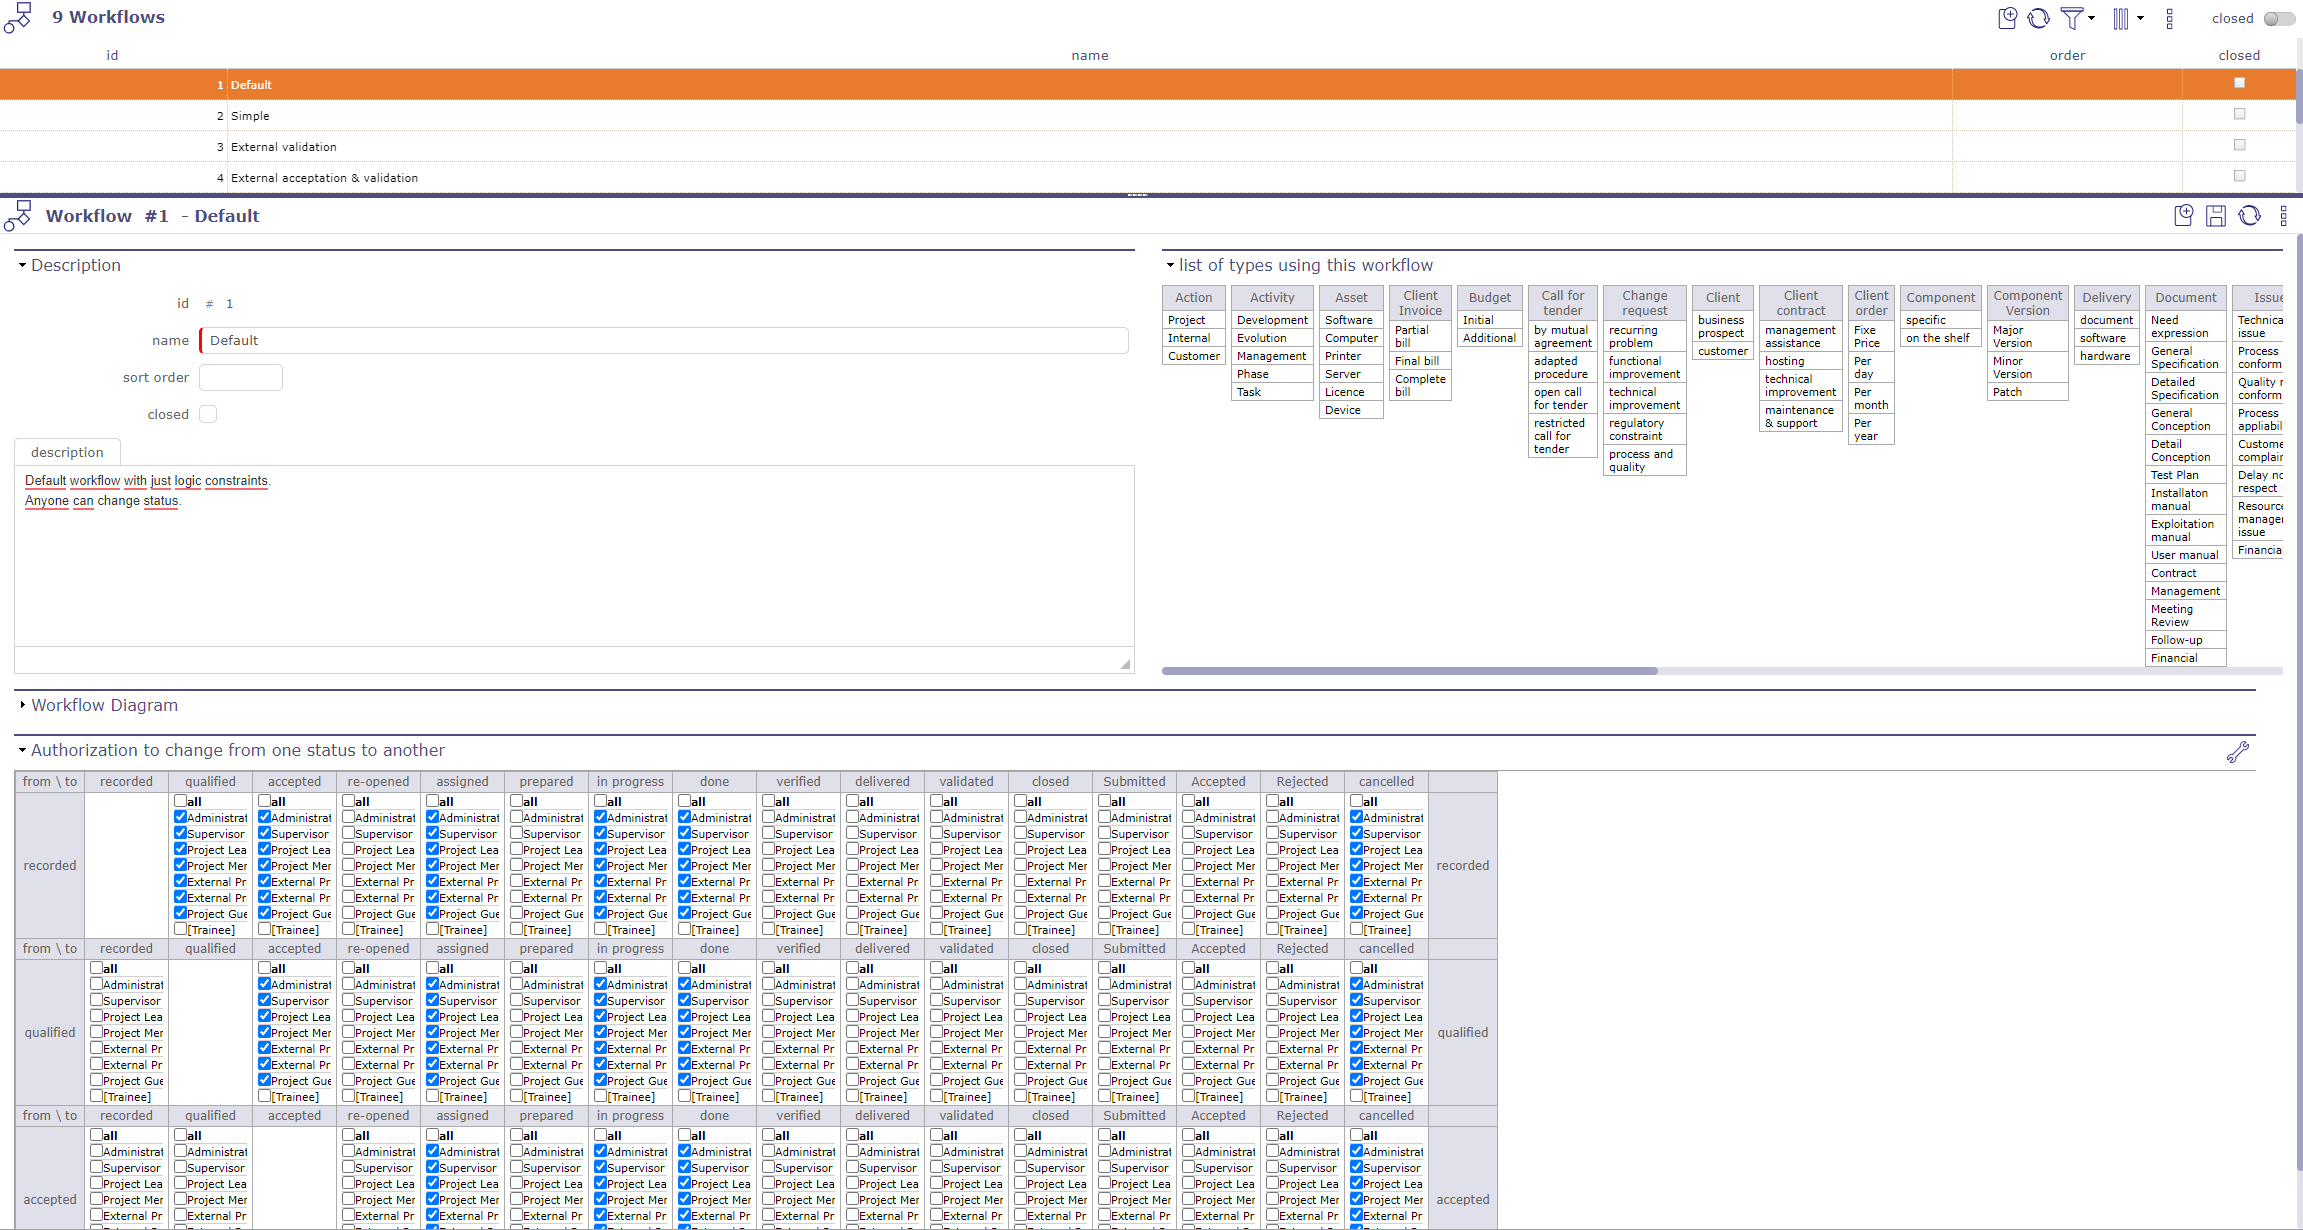 9 Workflows
closed
id name order closed
1 Default
2 Simple
3 External validation
4 External acceptation & validation
Workflow #1 - Default
Description
id # 1
name Default
sort order
closed
description
Default workflow with just logic constraints.
Anyone can change status.
list of types using this workflow
Action
Project
Internal
Customer
Activity
Development
Evolution
Management
Phase
Task
Asset
Software
Computer
Printer
Server
Licence
Device
Client
Invoice
Partial
bill
Final bill
Complete
bill
Budget
Initial
Additional
Call for
tender
by mutual
agreement
adapted
procedure
open call
for tender
restricted
call for
tender
Change
request
recurring
problem
functional
improvement
technical
improvement
regulatory
constraint
process and
quality
Client
business
prospect
customer
Client
contract
management
assistance
hosting
technical
improvement
maintenance
& support
Client
order
Fixe
Price
Per
day
Per
month
Per
year
Component
specific
on the shelf
Component
Version
Major
Version
Minor
Version
Patch
Delivery
document
software
hardware
Document
Need
expression
General
Specification
Detailed
Specification
General
Conception
Detail
Conception
Test Plan
Installaton
manual
Exploitation
manual
User manual
Contract
Management
Meeting
Review
Follow-up
Financial
Issue
Technica
issue
Process
conform
Quality
conform
Process
appliabil
Custome
complain
Delay no
respect
Resource
manager
issue
Financia
Workflow Diagram
Authorization to change from one status to another
from \ to recorded qualified accepted re-opened assigned prepared in progress done verified delivered validated closed Submitted Accepted Rejected cancelled
all all all all all all all all all all all all all all all
Administrat Administrat Administrat Administrat Administrat Administrat Administrat Administrat Administrat Administrat Administrat Administrat Administrat Administrat Administrat
Supervisor Supervisor Supervisor Supervisor Supervisor Supervisor Supervisor Supervisor Supervisor Supervisor Supervisor Supervisor Supervisor Supervisor Supervisor
Project Lea Project Lea Project Lea Project Lea Project Lea Project Lea Project Lea Project Lea Project Lea Project Lea Project Lea Project Lea Project Lea Project Lea Project Lea
recorded Project Mer Project Mer Project Mer Project Mer Project Mer Project Mer Project Mer Project Mer Project Mer Project Mer Project Mer Project Mer Project Mer Project Mer Project Mer recorded
External Pr External Pr External Pr External Pr External Pr External Pr External Pr External Pr External Pr External Pr External Pr External Pr External Pr External Pr External Pr
External Pr External Pr External Pr External Pr External Pr External Pr External Pr External Pr External Pr External Pr External Pr External Pr External Pr External Pr External Pr
Project Gue Project Gue Project Gue Project Gue Project Gue Project Gue Project Gue Project Gue Project Gue Project Gue Project Gue Project Gue Project Gue Project Gue Project Gue
[Trainee] [Trainee] [Trainee] [Trainee] [Trainee] [Trainee] [Trainee] [Trainee] [Trainee] [Trainee] [Trainee] [Trainee] [Trainee] [Trainee] [Trainee]
from \ to recorded qualified accepted re-opened assigned prepared in progress done verified delivered validated closed Submitted Accepted Rejected cancelled
all all all all all all all all all all all all all all all
Administrat Administrat Administrat Administrat Administrat Administrat Administrat Administrat Administrat Administrat Administrat Administrat Administrat Administrat Administrat
Supervisor Supervisor Supervisor Supervisor Supervisor Supervisor Supervisor Supervisor Supervisor Supervisor Supervisor Supervisor Supervisor Supervisor Supervisor
Project Lea Project Lea Project Lea Project Lea Project Lea Project Lea Project Lea Project Lea Project Lea Project Lea Project Lea Project Lea Project Lea Project Lea Project Lea
qualified Project Mer Project Mer Project Mer Project Mer Project Mer Project Mer Project Mer Project Mer Project Mer Project Mer Project Mer Project Mer Project Mer Project Mer Project Mer qualified
External Pr External Pr External Pr External Pr External Pr External Pr External Pr External Pr External Pr External Pr External Pr External Pr External Pr External Pr External Pr
External Pr External Pr External Pr External Pr External Pr External Pr External Pr External Pr External Pr External Pr External Pr External Pr External Pr External Pr External Pr
Project Gue Project Gue Project Gue Project Gue Project Gue Project Gue Project Gue Project Gue Project Gue Project Gue Project Gue Project Gue Project Gue Project Gue Project Gue
[Trainee] [Trainee] [Trainee] [Trainee] [Trainee] [Trainee] [Trainee] [Trainee] [Trainee] [Trainee] [Trainee] [Trainee] [Trainee] [Trainee] [Trainee]
from \ to recorded qualified accepted re-opened assigned prepared in progress done verified delivered validated closed Submitted Accepted Rejected cancelled
all all all all all all all all all all all all all all all
Administrat Administrat Administrat Administrat Administrat Administrat Administrat Administrat Administrat Administrat Administrat Administrat Administrat Administrat Administrat
Supervisor Supervisor Supervisor Supervisor Supervisor Supervisor Supervisor Supervisor Supervisor Supervisor Supervisor Supervisor Supervisor Supervisor Supervisor
Project Lea Project Lea Project Lea Project Lea Project Lea Project Lea Project Lea Project Lea Project Lea Project Lea Project Lea Project Lea Project Lea Project Lea Project Lea
accepted Project Mer Project Mer Project Mer Project Mer Project Mer Project Mer Project Mer Project Mer Project Mer Project Mer Project Mer Project Mer Project Mer Project Mer Project Mer accepted
External Pr External Pr External Pr External Pr External Pr External Pr External Pr External Pr External Pr External Pr External Pr External Pr External Pr External Pr External Pr